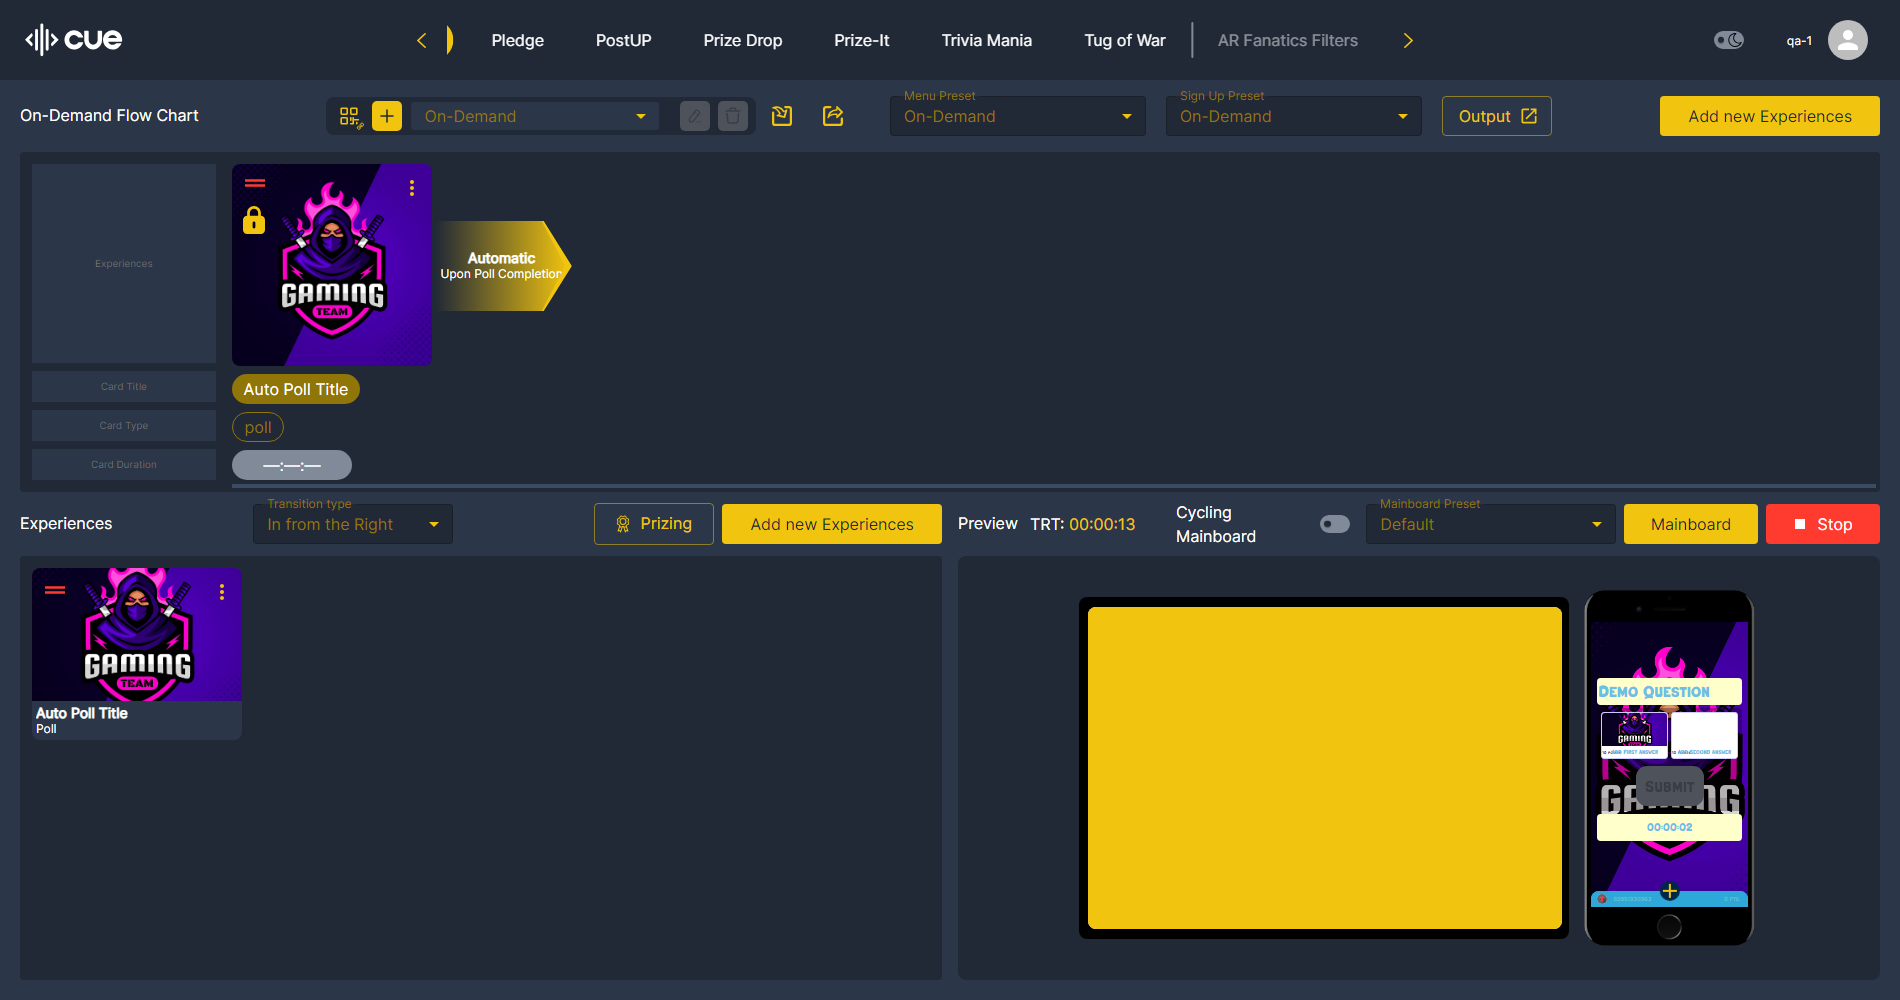 cue
Pledge
PostUP
Prize Drop
Prize-It
Trivia Mania
Tug of War
AR Fanatics Filters
qa-1
On-Demand Flow Chart
On-Demand
Menu Preset
On-Demand
Sign Up Preset
On-Demand
Output
Add new Experiences
Experiences
GAMING
TEAM
Automatic
Upon Poll Completion
Card Title
Auto Poll Title
Card Type
poll
Card Duration
—:—:—
Experiences
Transition type
In from the Right
Prizing
Add new Experiences
Preview
TRT: 00:00:13
Cycling
Mainboard
Mainboard Preset
Default
Mainboard
Stop
GAMING
TEAM
Auto Poll Title
Poll
Demo Question
GAMING
Submit
GAMING
00:00:02